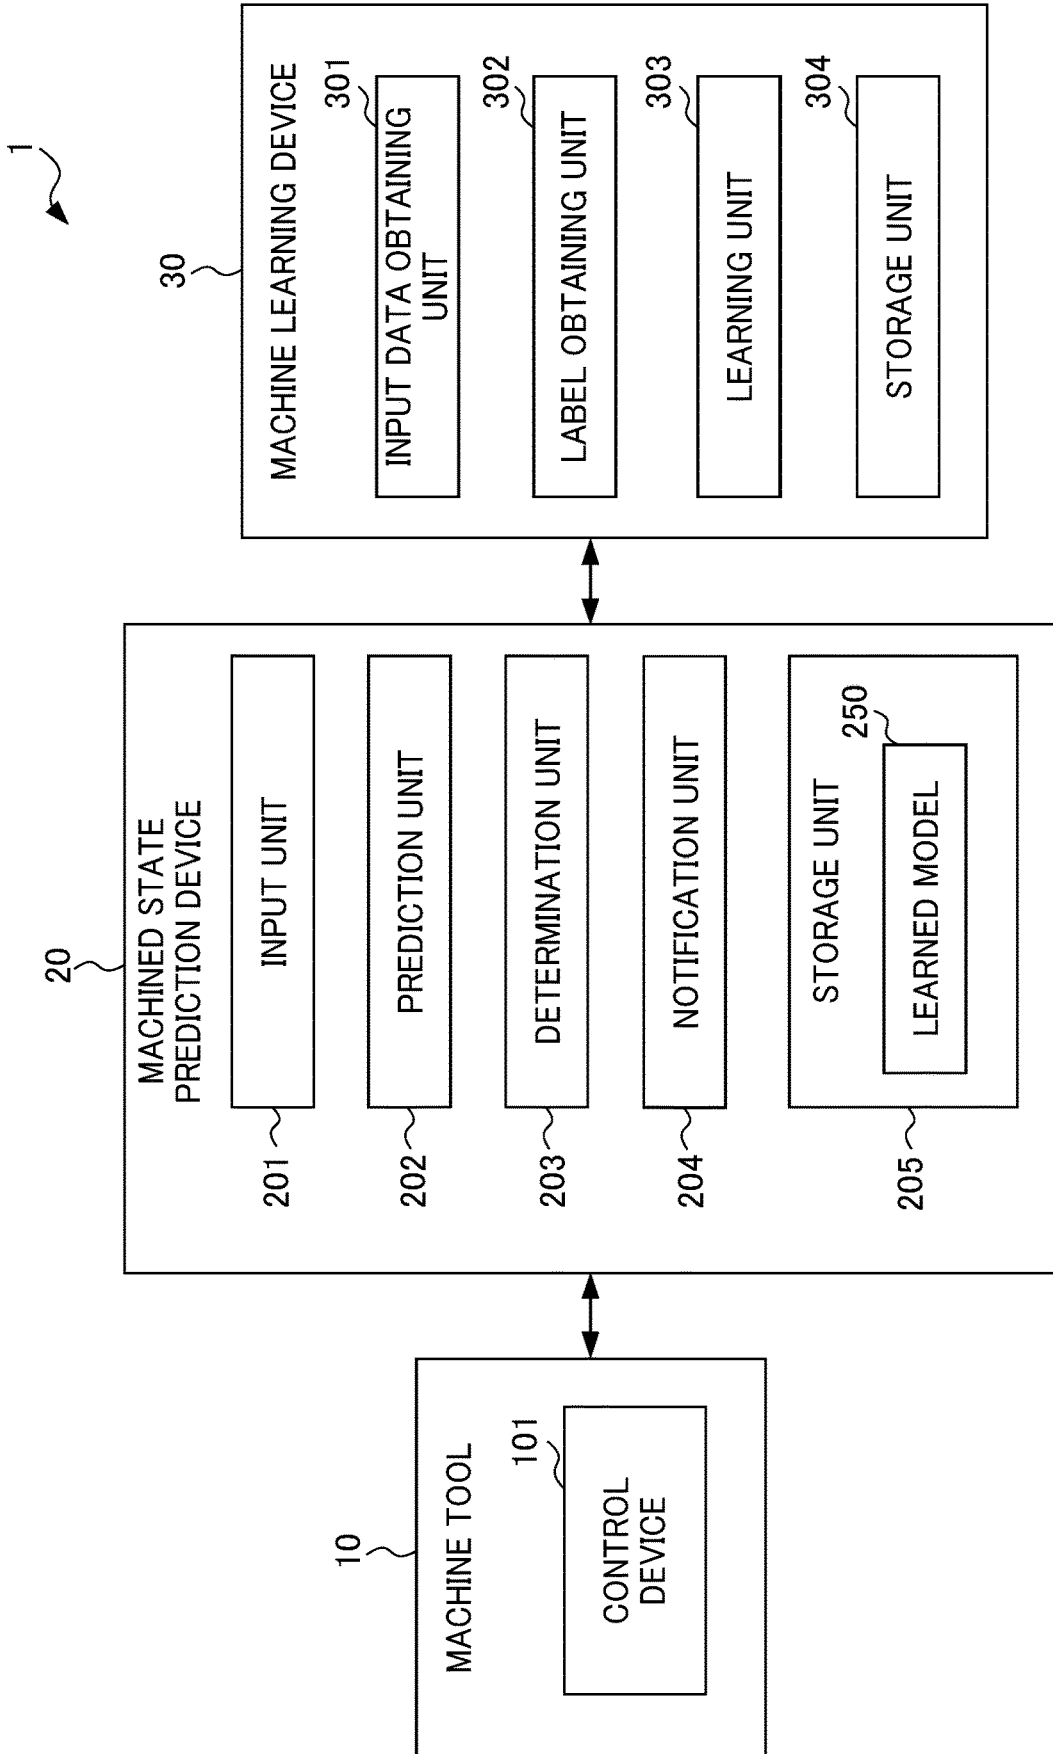 1
10
MACHINE TOOL
101
CONTROL
DEVICE
20
MACHINED STATE
PREDICTION DEVICE
201
INPUT UNIT
202
PREDICTION UNIT
203
DETERMINATION UNIT
204
NOTIFICATION UNIT
205
STORAGE UNIT
250
LEARNED MODEL
30
MACHINE LEARNING DEVICE
301
INPUT DATA OBTAINING
UNIT
302
LABEL OBTAINING UNIT
303
LEARNING UNIT
304
STORAGE UNIT